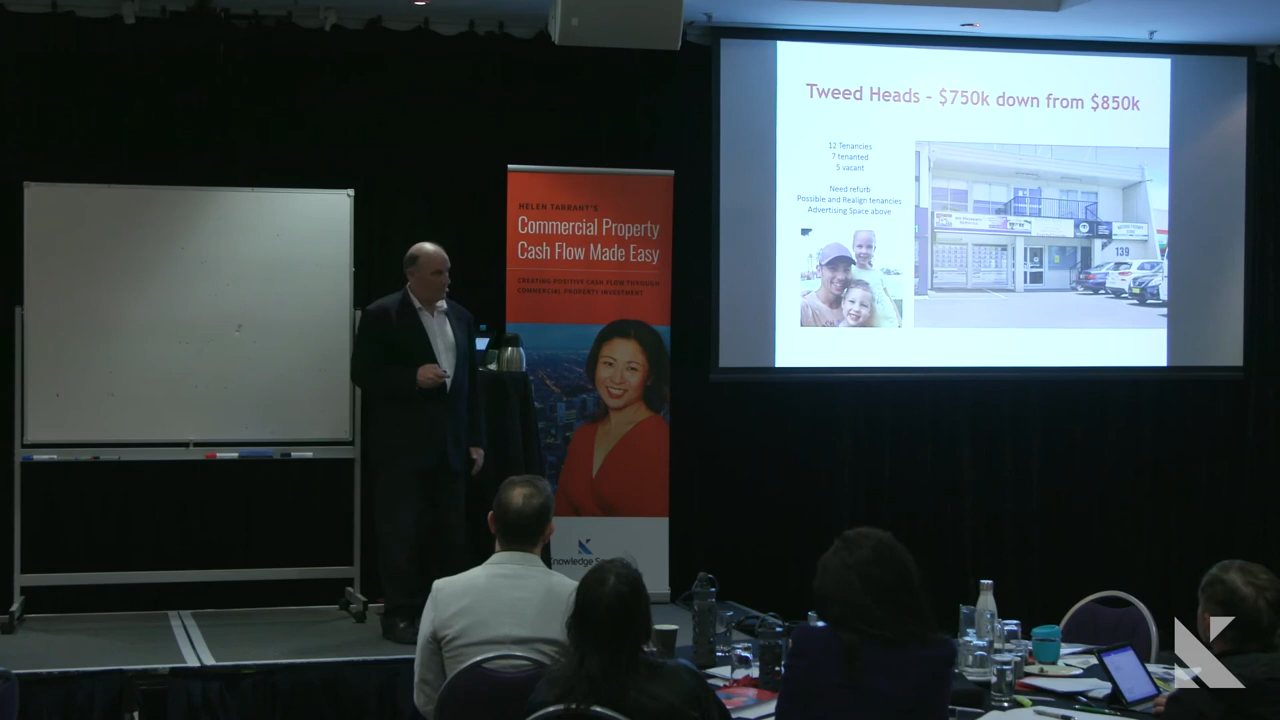 Tweed Heads - $750k down from $850k
12 Tenancies
7 tenanted
5 vacant
Need refurb
Possible and Realign tenancies
Advertising Space above
139
HELEN TARRANT'S
Commercial Property
Cash Flow Made Easy
CREATING POSITIVE CASH FLOW THROUGH
COMMERCIAL PROPERTY INVESTMENT
Knowledge